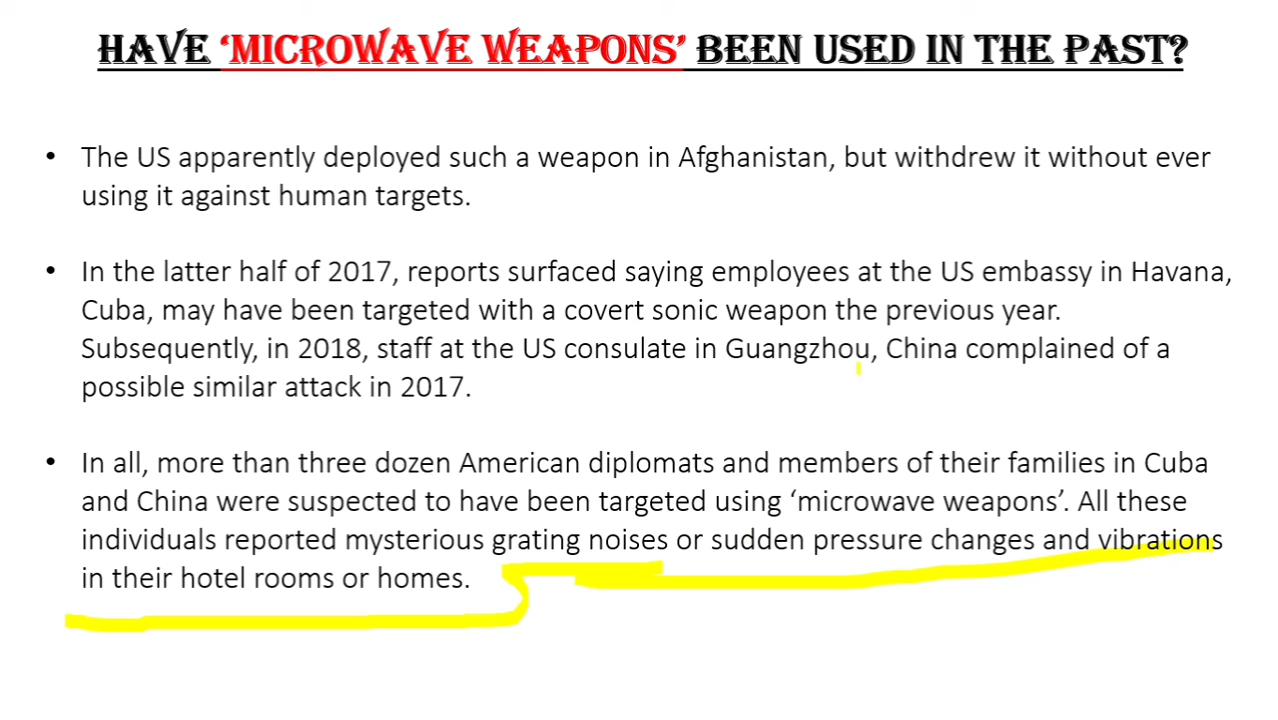 HAVE ‘MICROWAVE WEAPONS’ BEEN USED IN THE PAST?
• The US apparently deployed such a weapon in Afghanistan, but withdrew it without ever
using it against human targets.
• In the latter half of 2017, reports surfaced saying employees at the US embassy in Havana,
Cuba, may have been targeted with a covert sonic weapon the previous year.
Subsequently, in 2018, staff at the US consulate in Guangzhou, China complained of a
possible similar attack in 2017.
• In all, more than three dozen American diplomats and members of their families in Cuba
and China were suspected to have been targeted using ‘microwave weapons’. All these
individuals reported mysterious grating noises or sudden pressure changes and vibrations
in their hotel rooms or homes.